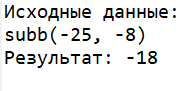 Исходные данные:
subb(-25, -8)
Результат: -18